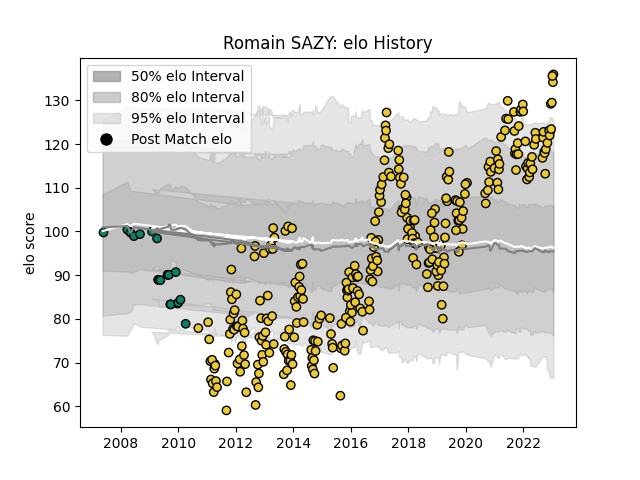 Romain SAZY: elo History
50% elo Interval
80% elo Interval
95% elo Interval
Post Match elo
elo score
130
120
110
100
90
80
70
60
2008 2010 2012 2014 2016 2018 2020 2022